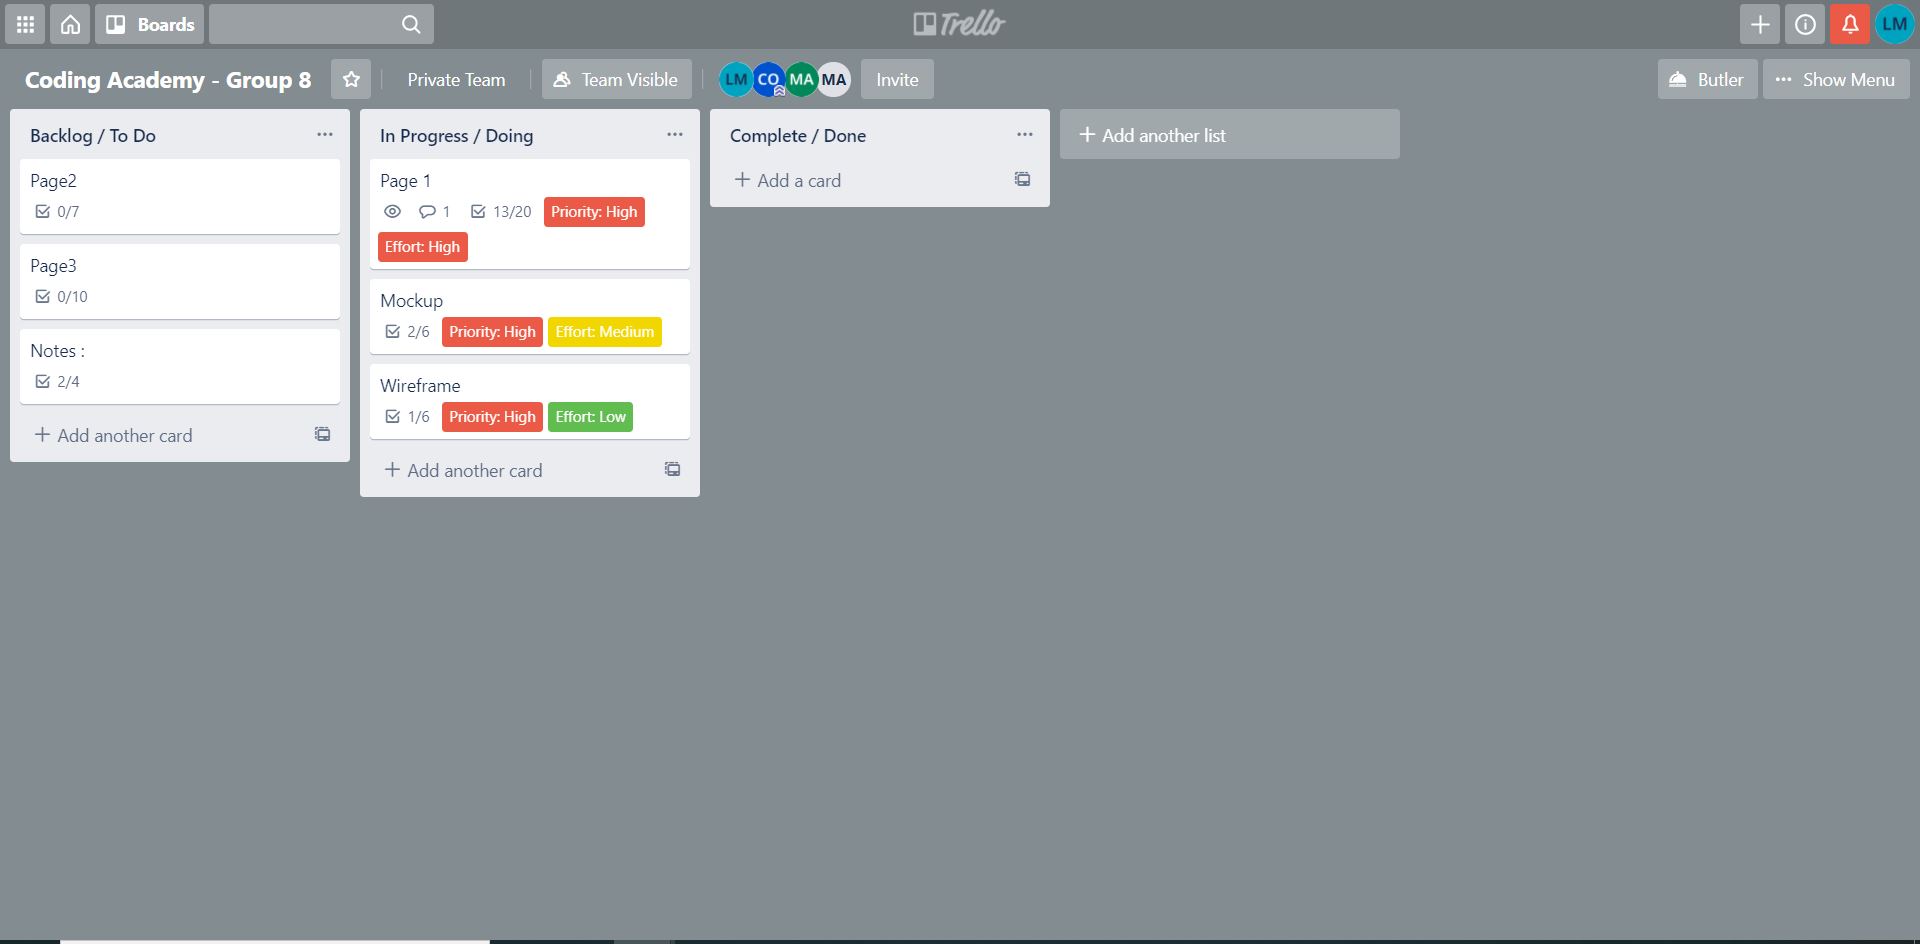 Boards
Trello
LM
Coding Academy - Group 8
Private Team
Team Visible
LM CO MA MA
Invite
Butler
··· Show Menu
Backlog / To Do
Page2
0/7
Page3
0/10
Notes :
2/4
+ Add another card
In Progress / Doing
Page 1
1 13/20 Priority: High
Effort: High
Mockup
2/6 Priority: High Effort: Medium
Wireframe
1/6 Priority: High Effort: Low
+ Add another card
Complete / Done
+ Add a card
+ Add another list